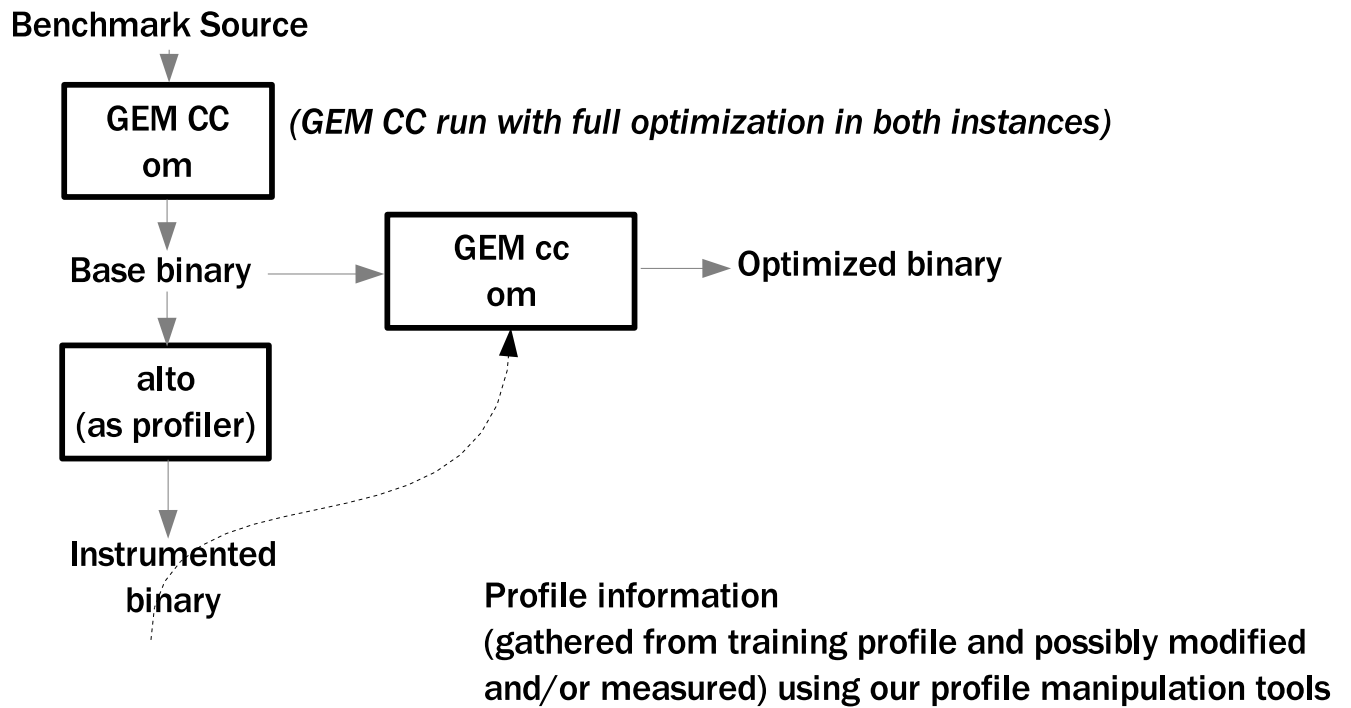 Benchmark Source
GEM CC
om
(GEM CC run with full optimization in both instances)
Base binary
GEM cc
om
Optimized binary
alto
(as profiler)
Instrumented
binary
Profile information
(gathered from training profile and possibly modified
and/or measured) using our profile manipulation tools